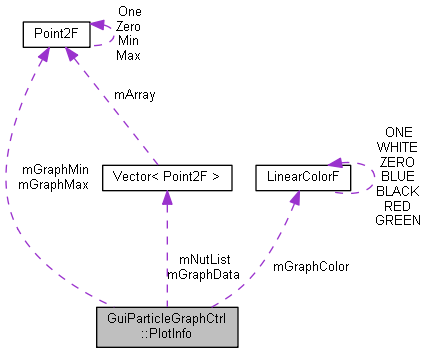 One
Zero
Min
Max
Point2F
mArray
ONE
WHITE
ZERO
BLUE
BLACK
RED
GREEN
mGraphMin
mGraphMax
Vector< Point2F >
LinearColorF
mNutList
mGraphData
mGraphColor
GuiParticleGraphCtrl
::PlotInfo